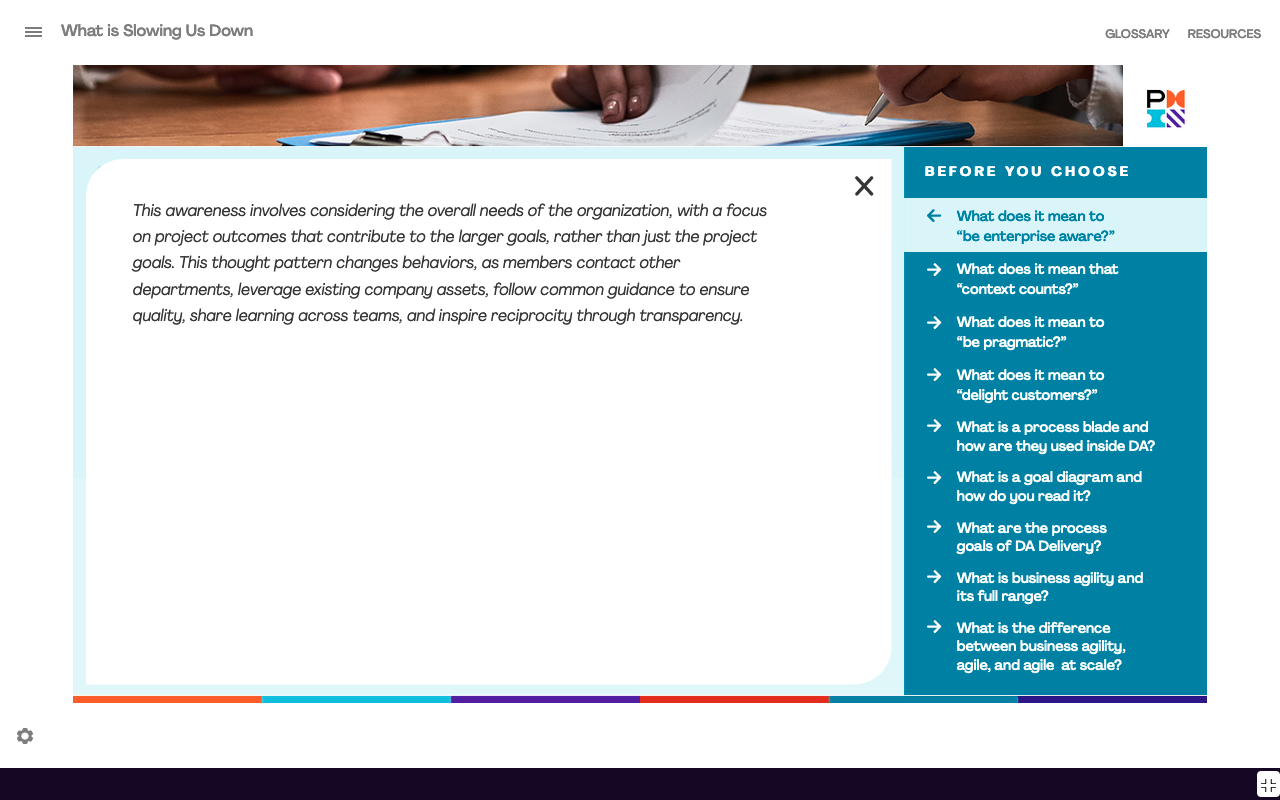 What is Slowing Us Down
GLOSSARY
RESOURCES
PM
BEFORE YOU CHOOSE
This awareness involves considering the overall needs of the organization, with a focus
on project outcomes that contribute to the larger goals, rather than just the project
goals. This thought pattern changes behaviors, as members contact other
departments, leverage existing company assets, follow common guidance to ensure
quality, share learning across teams, and inspire reciprocity through transparency.
What does it mean to
“be enterprise aware?”
What does it mean that
“context counts?”
What does it mean to
“be pragmatic?”
What does it mean to
“delight customers?”
What is a process blade and
how are they used inside DA?
What is a goal diagram and
how do you read it?
What are the process
goals of DA Delivery?
What is business agility and
its full range?
What is the difference
between business agility,
agile, and agile  at scale?